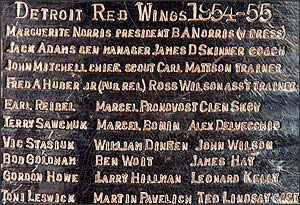 DETROIT RED WINGS 1954-55
MARGUERITE NORRIS PRESIDENT B A NORRIS (V PRESS)
JACK ADAMS GEN MANAGER JAMES D SKINNER COACH
JOHN MITCHELL CHIEF SCOUT CARL MATTSON TRAINER
FRED A HUBER JR (PUB REL) ROSS WILSON ASST TRAINER
EARL REIBEL MARCEL PRONOVOST GLEN SKOV
TERRY SAWCHUK MARCEL BONIN ALEX DELVECCHIO
VIC STASIUK WILLIAM DINEEN JOHN WILSON
BOB GOLDHAM BEN WOIT JAMES HAY
GORDON HOWE LARRY HILLMAN LEONARD KELLY
TONI LESWICK MARTIN PAVELICH TED LINDSAY CAPT